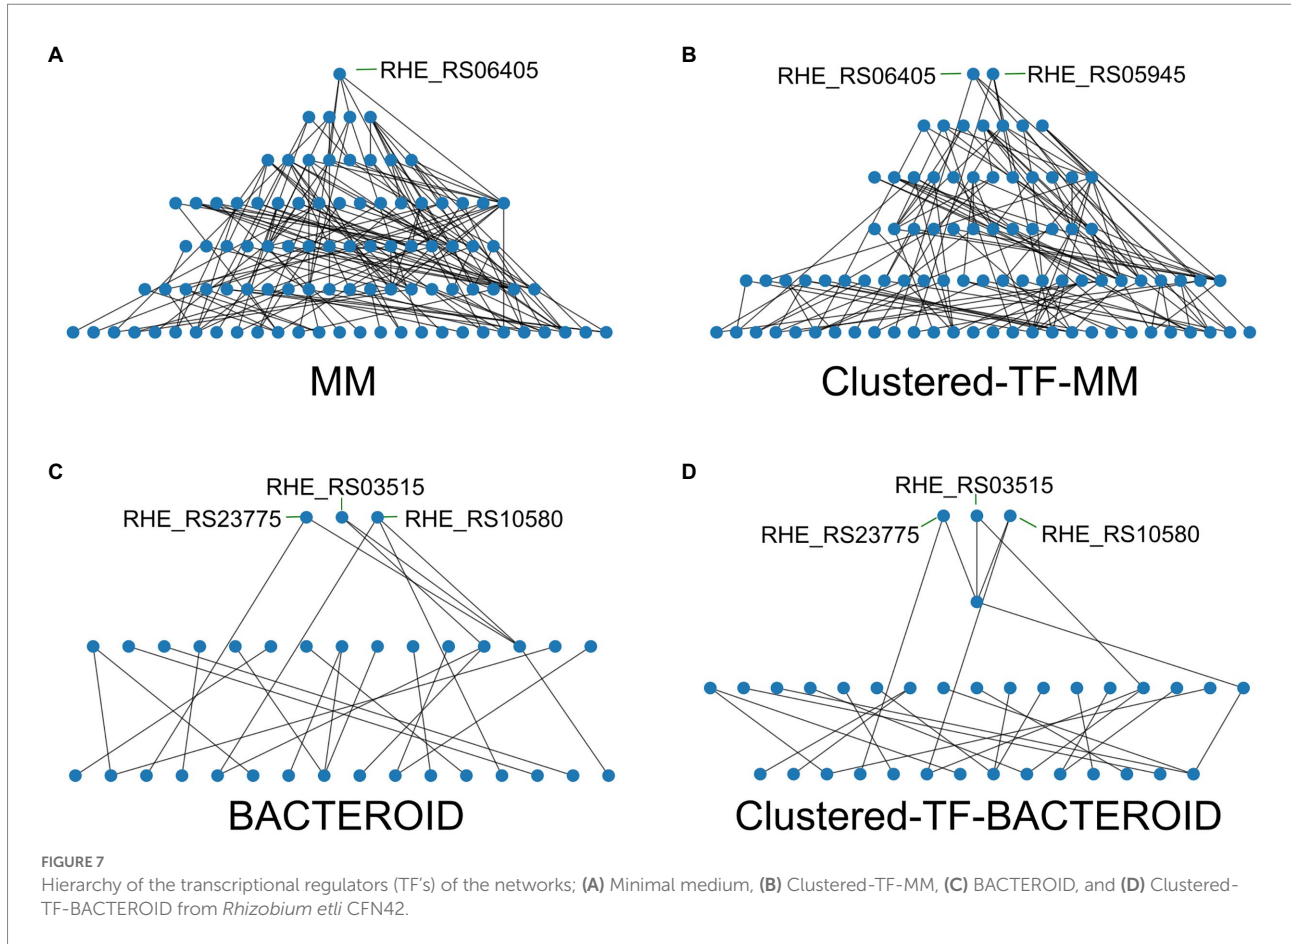 A
RHE_RS06405
MM
B
RHE_RS06405 RHE_RS05945
Clustered-TF-MM
C
RHE_RS03515
RHE_RS23775 RHE_RS10580
BACTEROID
D
RHE_RS03515
RHE_RS23775 RHE_RS10580
Clustered-TF-BACTEROID
FIGURE 7
Hierarchy of the transcriptional regulators (TF's) of the networks; (A) Minimal medium, (B) Clustered-TF-MM, (C) BACTEROID, and (D) Clustered-
TF-BACTEROID from Rhizobium etli CFN42.